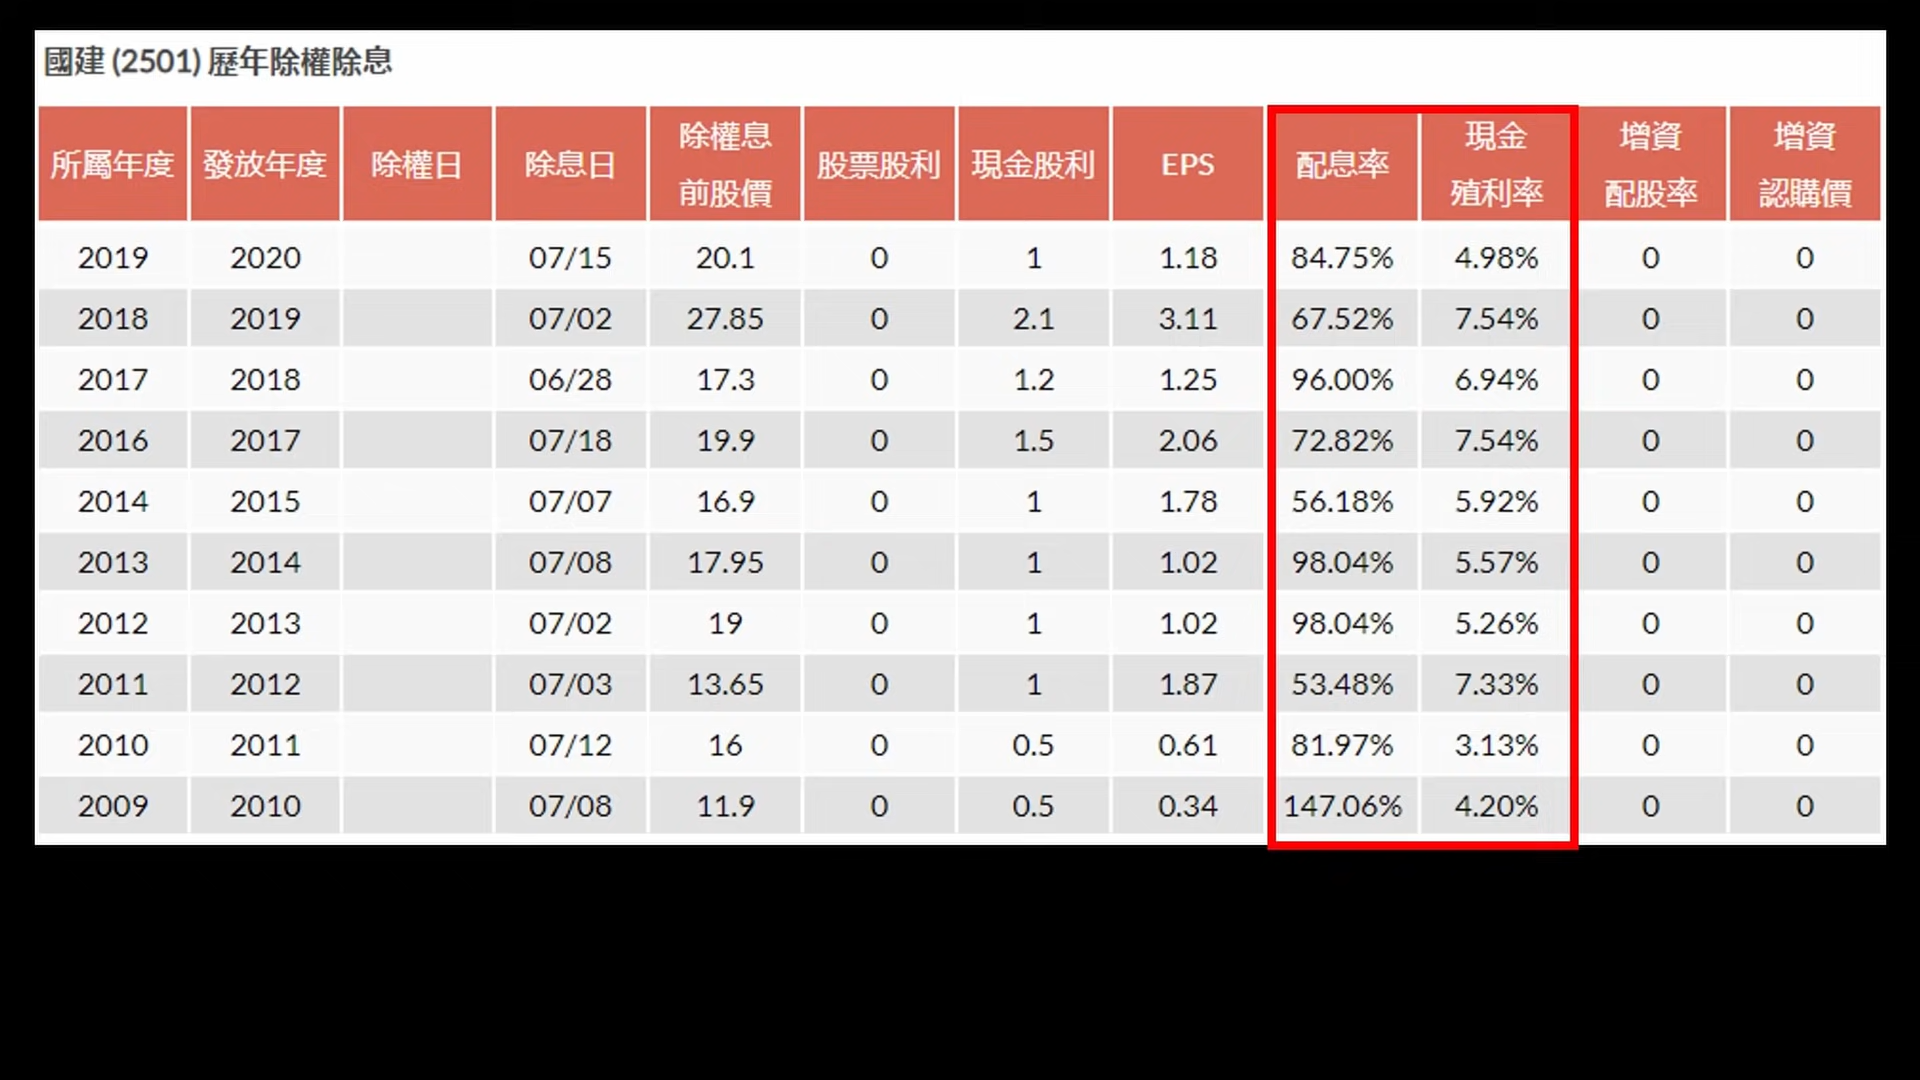 國建 (2501) 歷年除權除息
所屬年度 發放年度 除權日 除息日 除權息前股價 股票股利 現金股利 EPS 配息率 現金殖利率 增資配股率 增資認購價
2019 2020 07/15 20.1 0 1 1.18 84.75% 4.98% 0 0
2018 2019 07/02 27.85 0 2.1 3.11 67.52% 7.54% 0 0
2017 2018 06/28 17.3 0 1.2 1.25 96.00% 6.94% 0 0
2016 2017 07/18 19.9 0 1.5 2.06 72.82% 7.54% 0 0
2014 2015 07/07 16.9 0 1 1.78 56.18% 5.92% 0 0
2013 2014 07/08 17.95 0 1 1.02 98.04% 5.57% 0 0
2012 2013 07/02 19 0 1 1.02 98.04% 5.26% 0 0
2011 2012 07/03 13.65 0 1 1.87 53.48% 7.33% 0 0
2010 2011 07/12 16 0 0.5 0.61 81.97% 3.13% 0 0
2009 2010 07/08 11.9 0 0.5 0.34 147.06% 4.20% 0 0